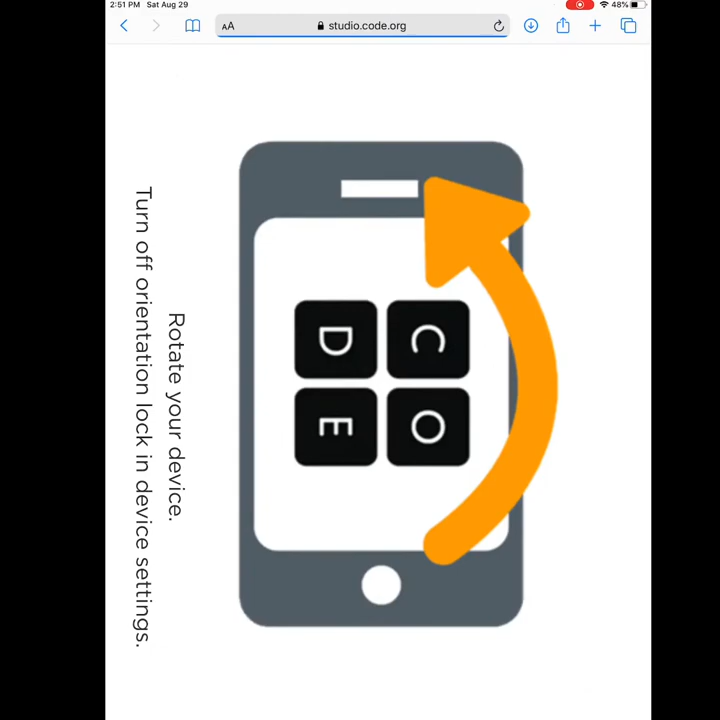 2:51 PM Sat Aug 29
48%
AA
studio.code.org
C O
D E
Rotate your device.
Turn off orientation lock in device settings.